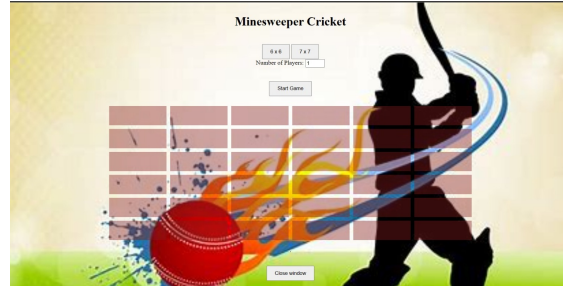 Minesweeper Cricket
6 x 6 7 x 7
Number of Players: 1
Start Game
Close window